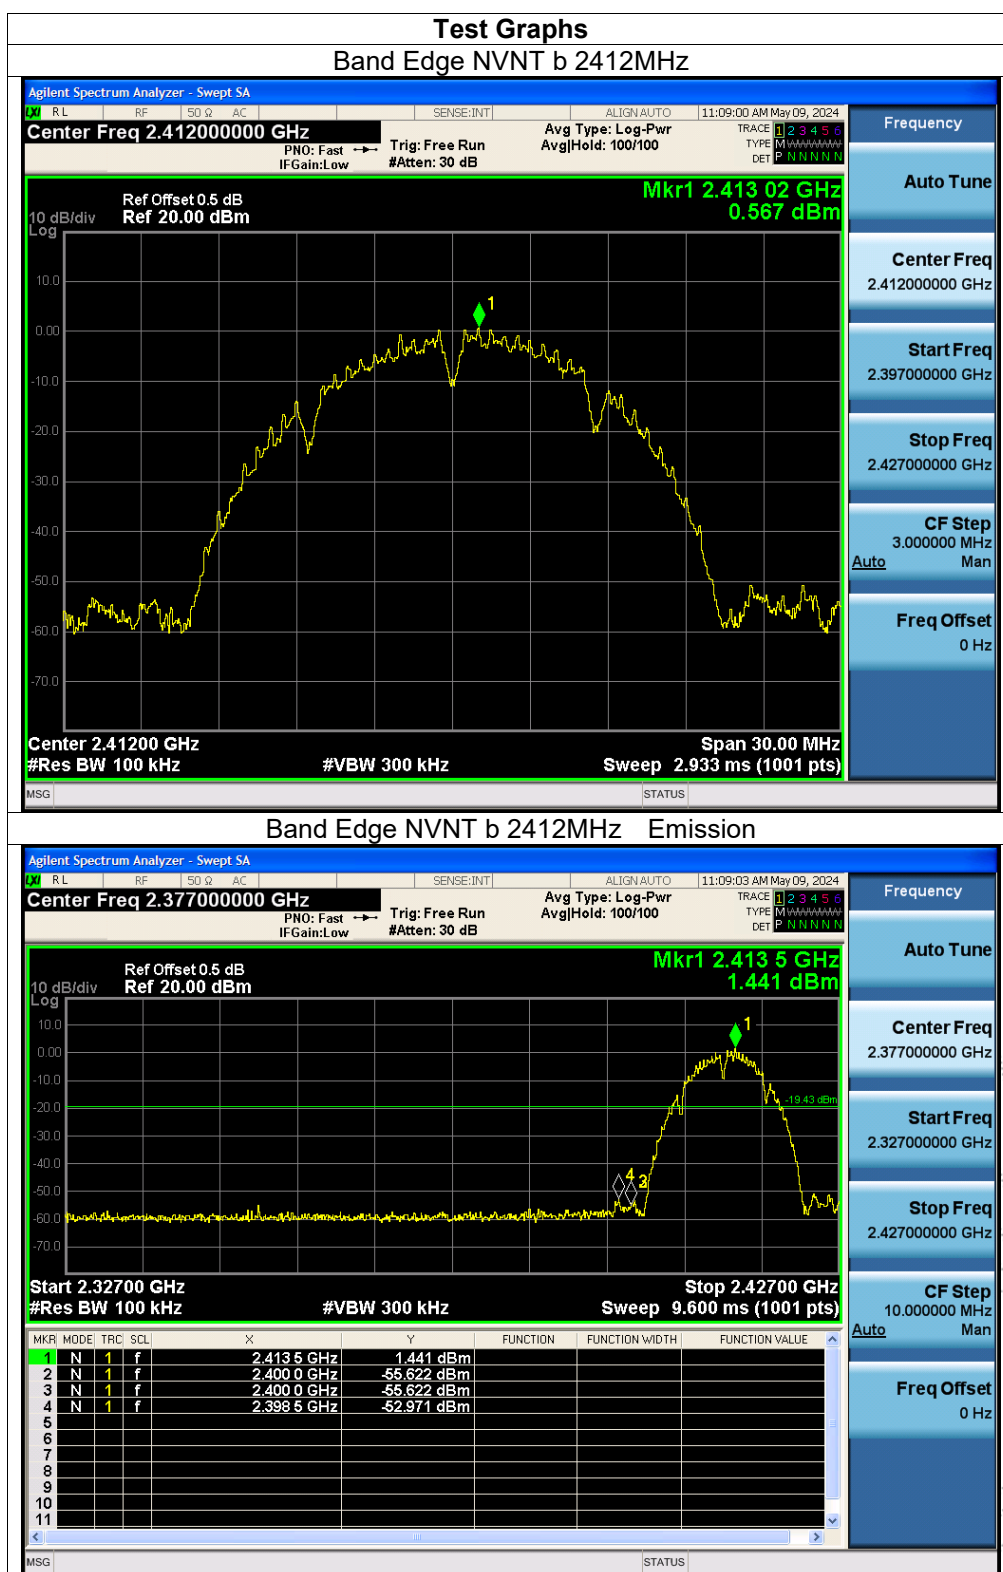 Test Graphs
Band Edge NVNT b 2412MHz
Agilent Spectrum Analyzer - Swept SA
LXI RL RF 50 Ω AC SENSE:INT ALIGN AUTO 11:09:00 AM May 09, 2024
Center Freq 2.412000000 GHz Avg Type: Log-Pwr TRACE 1 2 3 4 5 6
PNO: Fast Trig: Free Run Avg|Hold: 100/100 TYPE M
IFGain:Low #Atten: 30 dB DET P N N N N N
Mkr1 2.413 02 GHz
0.567 dBm
Ref Offset 0.5 dB
10 dB/div Ref 20.00 dBm
Log
10.0
1
0.00
-10.0
-20.0
-30.0
-40.0
-50.0
-60.0
-70.0
Center 2.41200 GHz Span 30.00 MHz
#Res BW 100 kHz #VBW 300 kHz Sweep 2.933 ms (1001 pts)
MSG STATUS
Frequency
Auto Tune
Center Freq
2.412000000 GHz
Start Freq
2.397000000 GHz
Stop Freq
2.427000000 GHz
CF Step
3.000000 MHz
Auto Man
Freq Offset
0 Hz
Band Edge NVNT b 2412MHz Emission
Agilent Spectrum Analyzer - Swept SA
LXI RL RF 50 Ω AC SENSE:INT ALIGN AUTO 11:09:03 AM May 09, 2024
Center Freq 2.377000000 GHz Avg Type: Log-Pwr TRACE 1 2 3 4 5 6
PNO: Fast Trig: Free Run Avg|Hold: 100/100 TYPE M
IFGain:Low #Atten: 30 dB DET P N N N N N
Mkr1 2.413 5 GHz
1.441 dBm
Ref Offset 0.5 dB
10 dB/div Ref 20.00 dBm
Log
10.0
1
0.00
-10.0
-19.43 dBm
-20.0
-30.0
-40.0
4 3
-50.0
-60.0
-70.0
Start 2.32700 GHz Stop 2.42700 GHz
#Res BW 100 kHz #VBW 300 kHz Sweep 9.600 ms (1001 pts)
MKR MODE TRC SCL X Y FUNCTION FUNCTION WIDTH FUNCTION VALUE
1 N 1 f 2.413 5 GHz 1.441 dBm
2 N 1 f 2.400 0 GHz -55.622 dBm
3 N 1 f 2.400 0 GHz -55.622 dBm
4 N 1 f 2.398 5 GHz -52.971 dBm
5
6
7
8
9
10
11
MSG STATUS
Frequency
Auto Tune
Center Freq
2.377000000 GHz
Start Freq
2.327000000 GHz
Stop Freq
2.427000000 GHz
CF Step
10.000000 MHz
Auto Man
Freq Offset
0 Hz